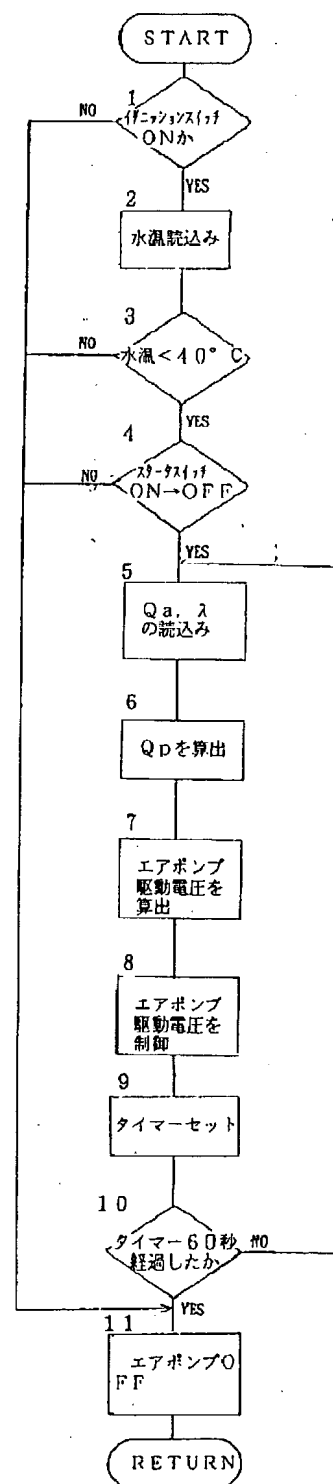 START
1
イグニッションスイッチ
NO
ONか
YES
2
水温読込み
3
NO
水温<40°C
YES
4
スタータスイッチ
NO
ON→OFF
YES
5
Qa, λ
の読込み
6
Qpを算出
7
エアポンプ
駆動電圧を
算出
8
エアポンプ
駆動電圧を
制御
9
タイマーセット
10
タイマー60秒
NO
経過したか
YES
11
エアポンプO
FF
RETURN